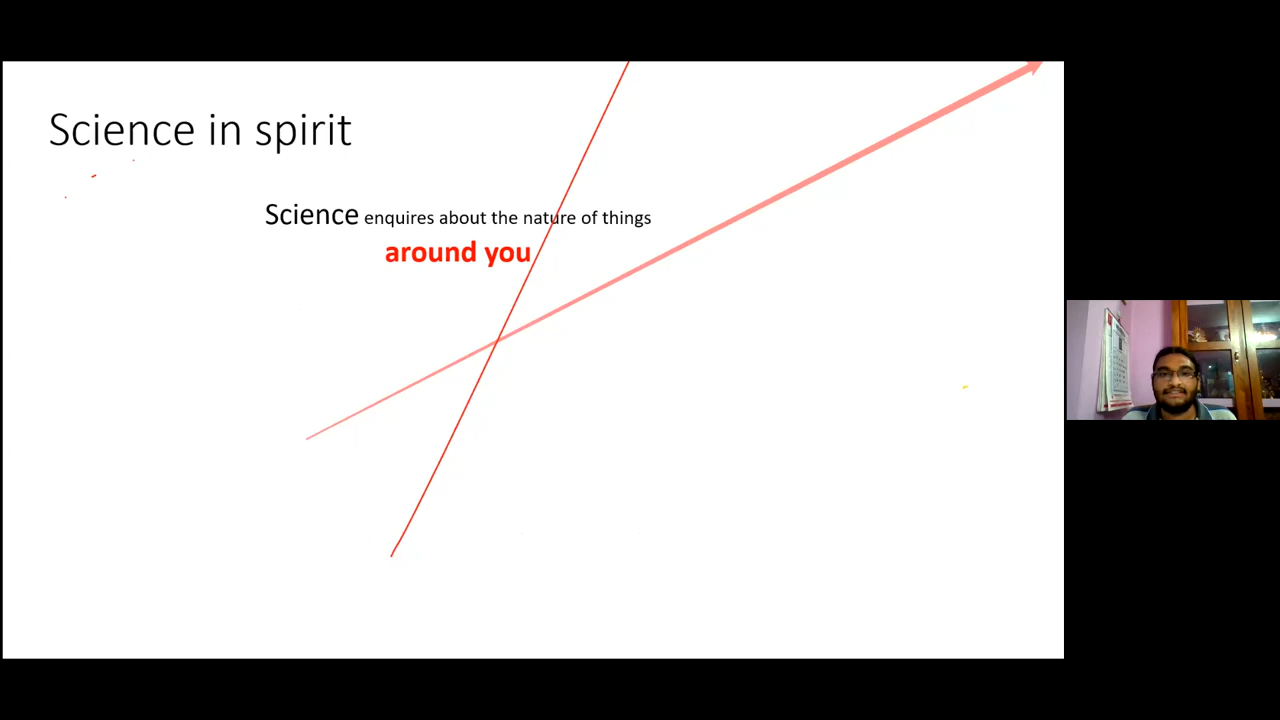 Science in spirit
Science enquires about the nature of things
around you